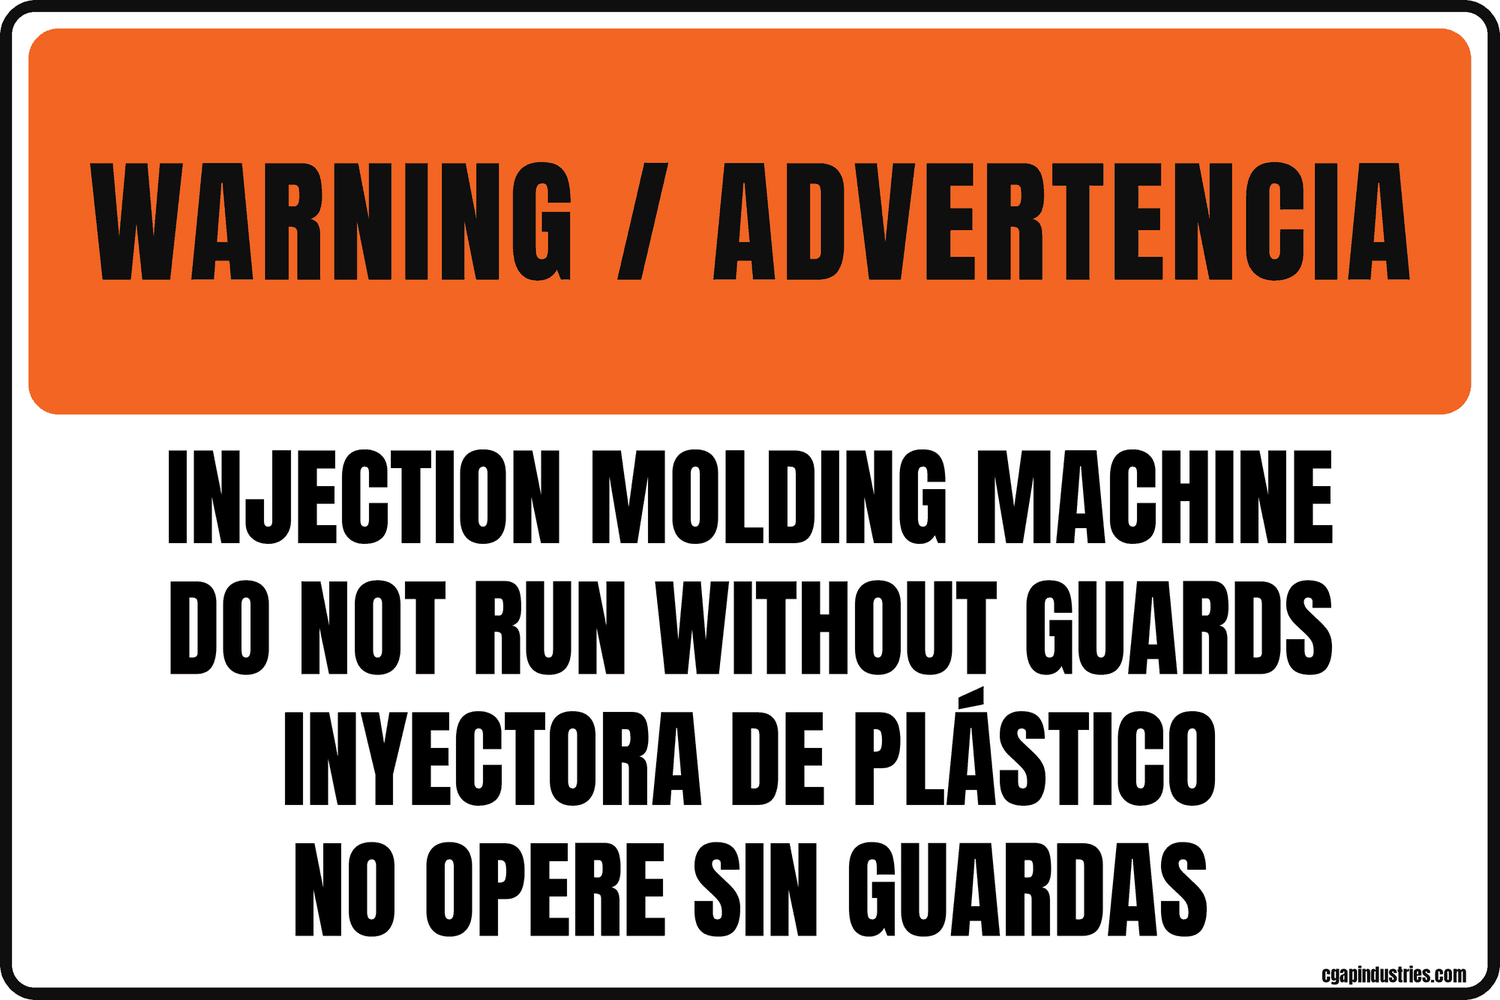 WARNING / ADVERTENCIA
INJECTION MOLDING MACHINE
DO NOT RUN WITHOUT GUARDS
INYECTORA DE PLÁSTICO
NO OPERE SIN GUARDAS
cgapindustries.com